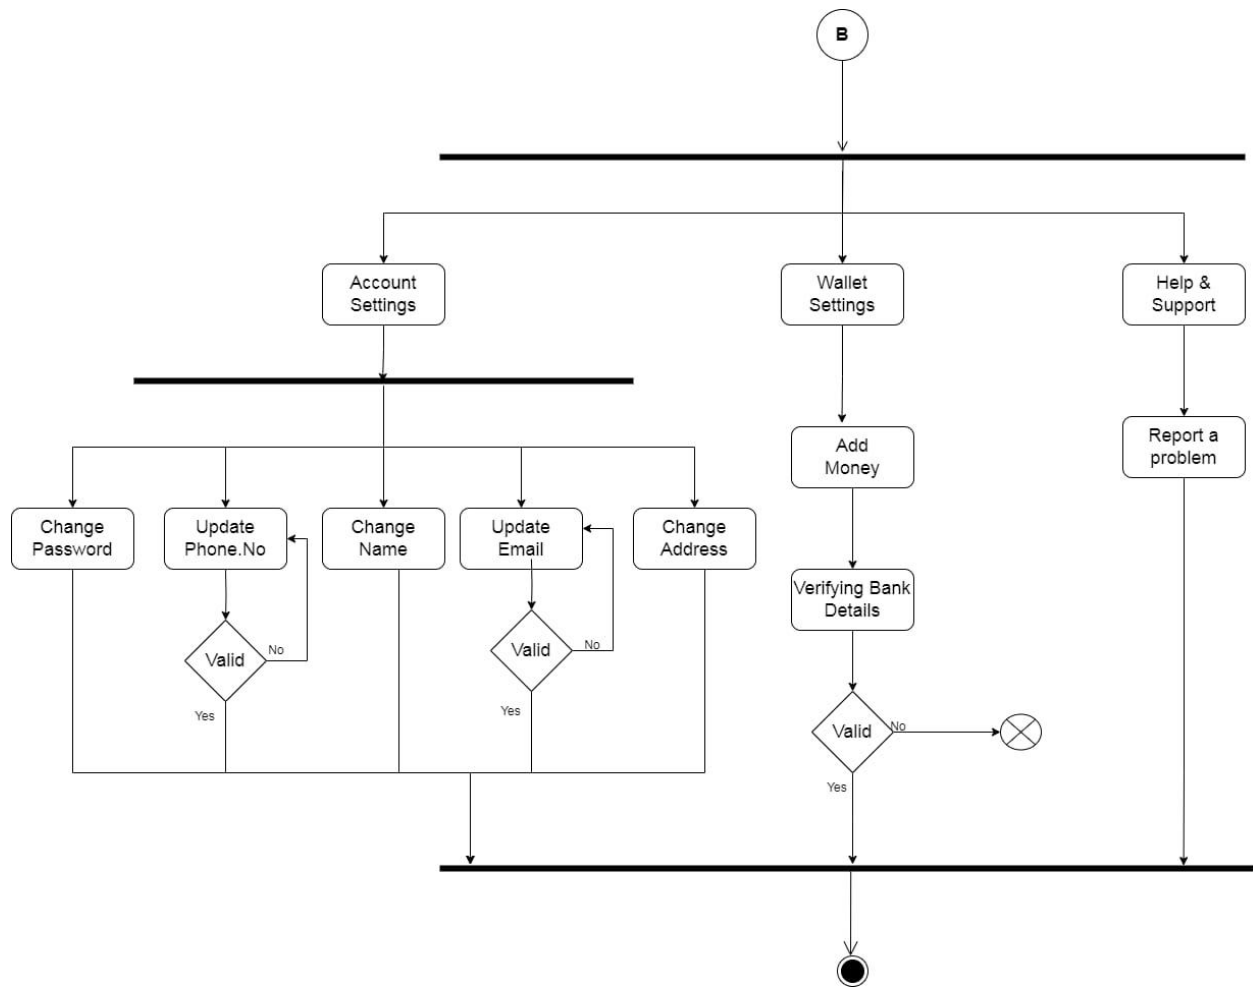 B
Account
Settings
Wallet
Settings
Help &
Support
Add
Money
Report a
problem
Change
Password
Update
Phone.No
Change
Name
Update
Email
Change
Address
Verifying Bank
Details
Valid
No
Yes
Valid
No
Yes
Valid
No
Yes